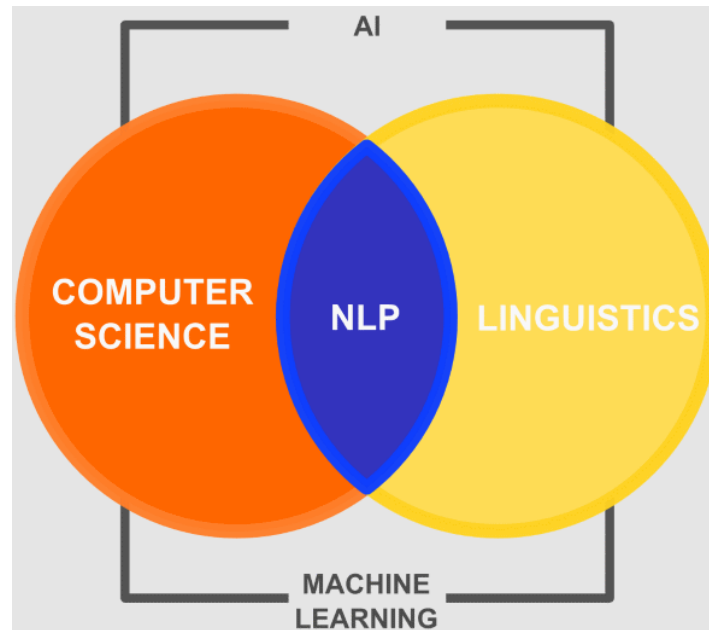 AI
COMPUTER
SCIENCE
NLP
LINGUISTICS
MACHINE
LEARNING